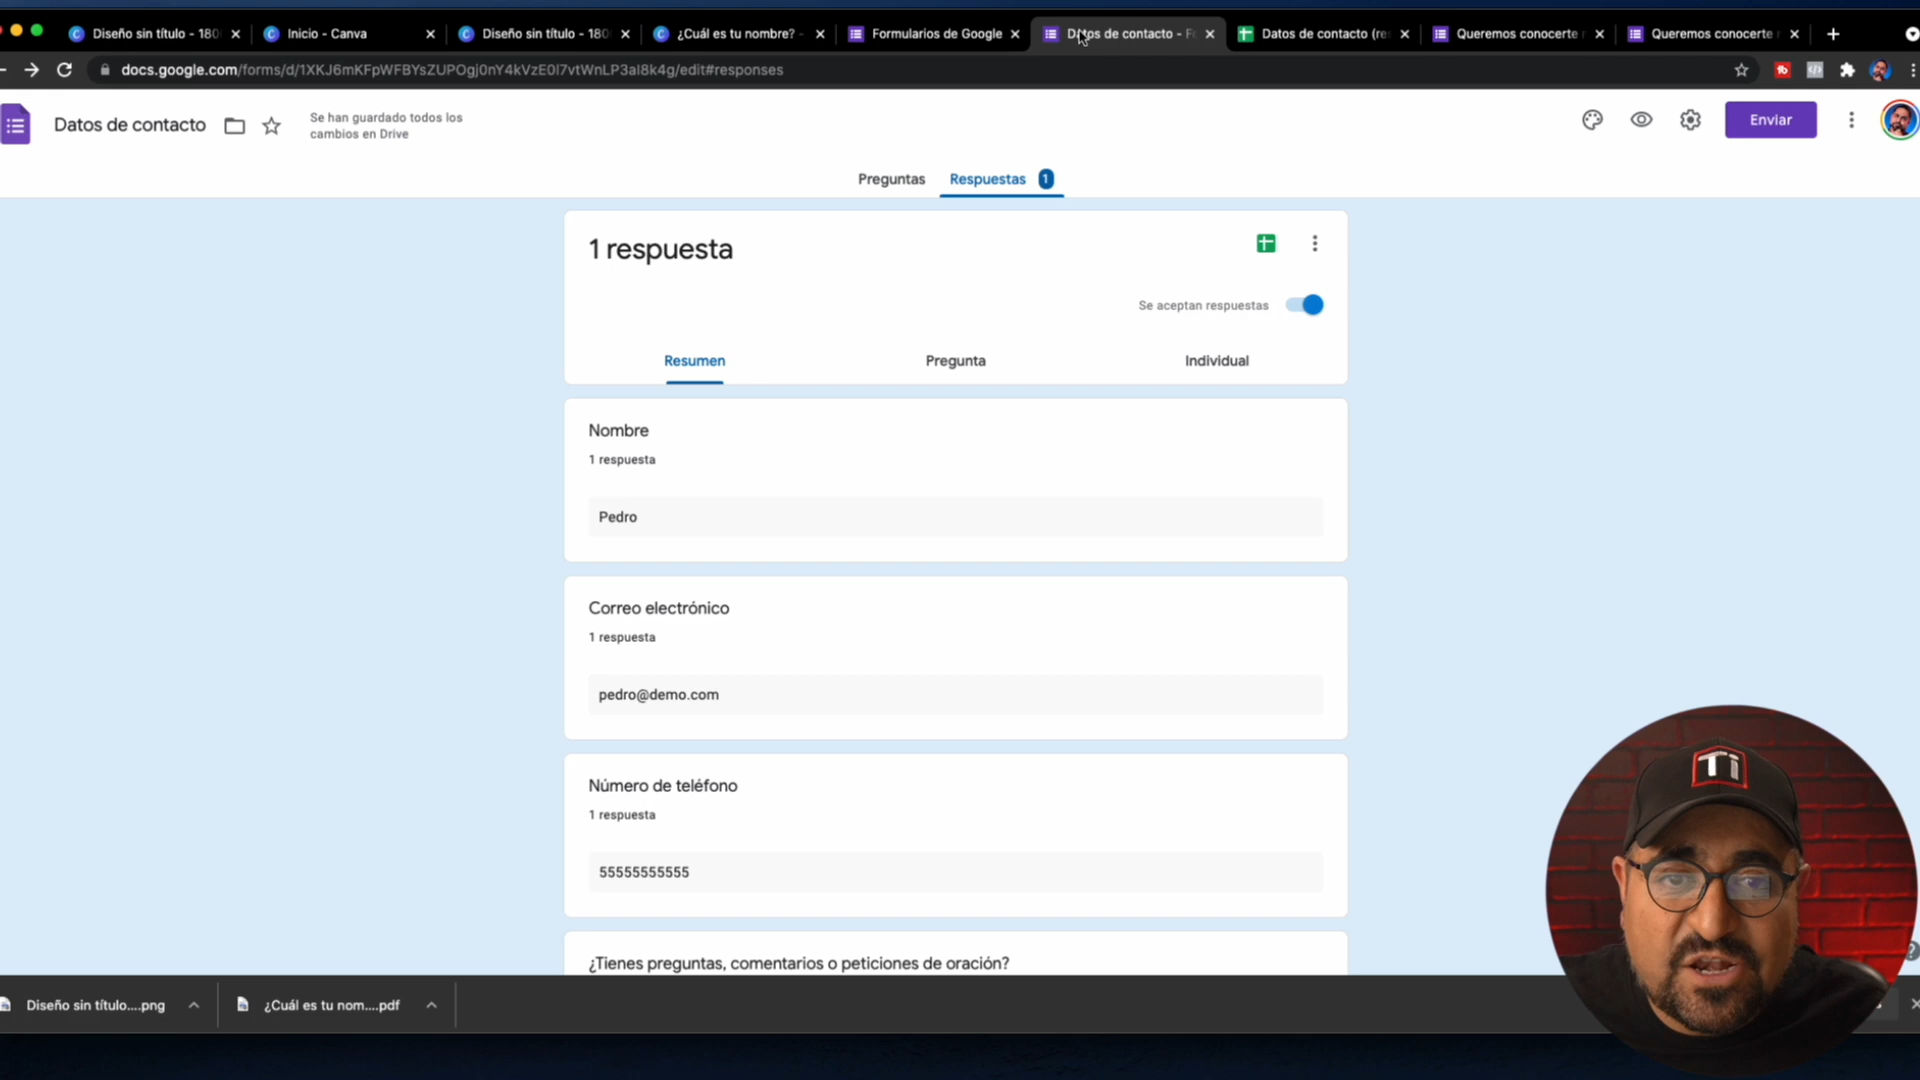 Diseño sin título - 180
Inicio - Canva
Diseño sin título - 180
¿Cuál es tu nombre? -
Formularios de Google
Datos de contacto - Fo
Datos de contacto (res
Queremos conocerte
Queremos conocerte
docs.google.com/forms/d/1XKJ6mKFpWFBYsZUPOgj0nY4kVzE0l7vtWnLP3al8k4g/edit#responses
Datos de contacto
Se han guardado todos los
cambios en Drive
Enviar
Preguntas
Respuestas 1
1 respuesta
Se aceptan respuestas
Resumen
Pregunta
Individual
Nombre
1 respuesta
Pedro
Correo electrónico
1 respuesta
pedro@demo.com
Número de teléfono
1 respuesta
55555555555
¿Tienes preguntas, comentarios o peticiones de oración?
Ti
Diseño sin título....png
¿Cuál es tu nom....pdf